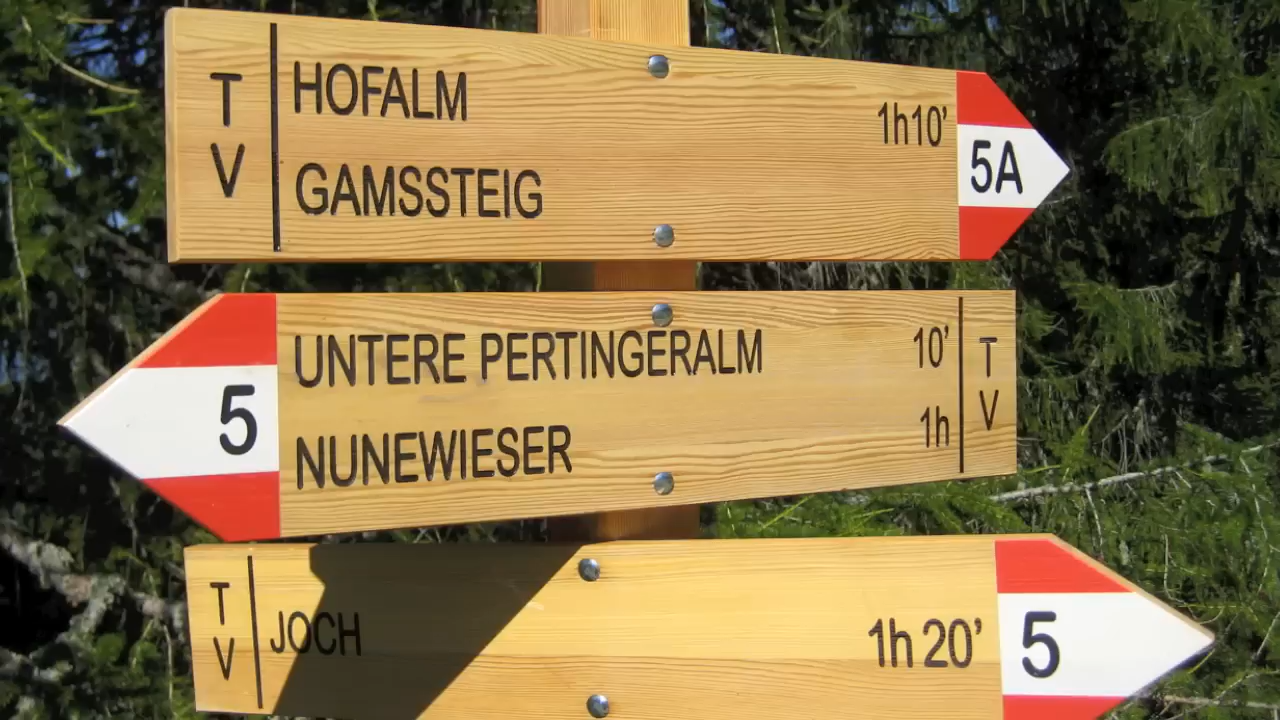 T V
HOFALM 1h10'
GAMSSTEIG
5A
5
UNTERE PERTINGERALM 10'
NUNEWIESER 1h
T V
T V
JOCH 1h 20'
5